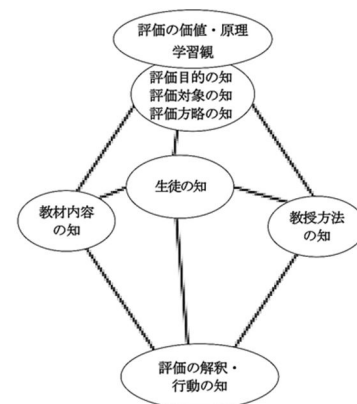 評価の価値・原理
学習観
評価目的の知
評価対象の知
評価方略の知
生徒の知
教材内容
の知
教授方法
の知
評価の解釈・
行動の知